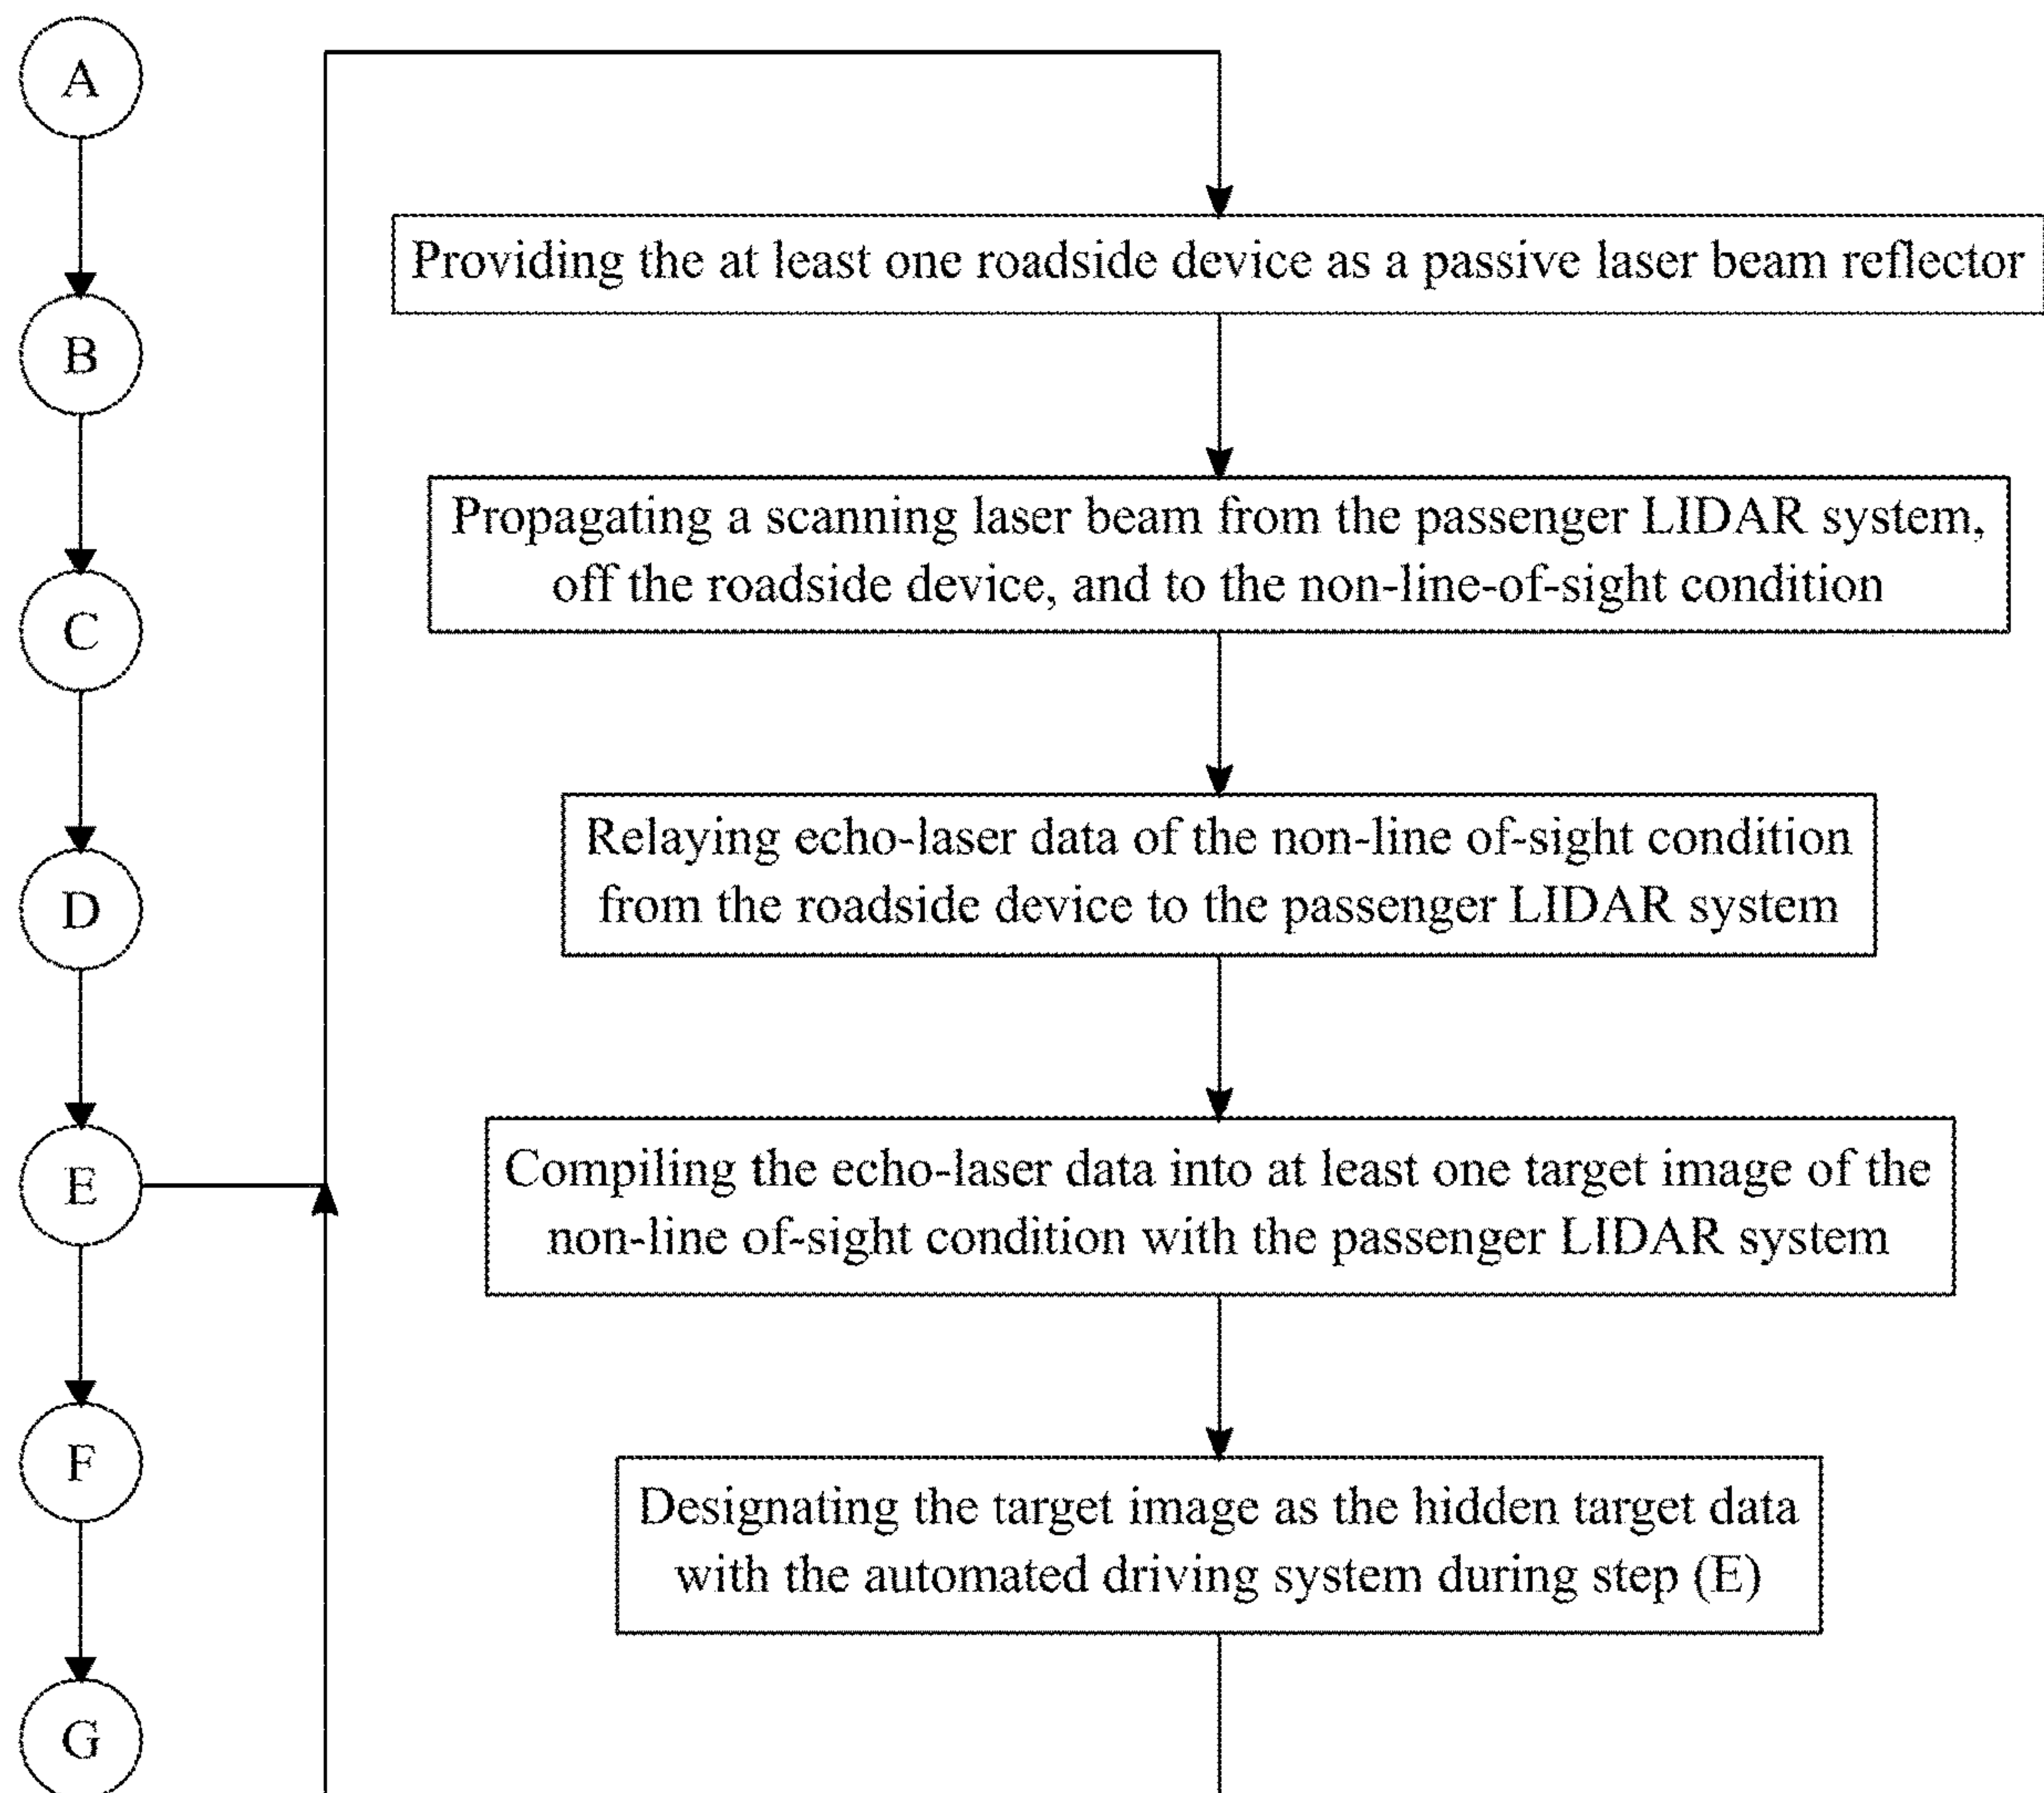 A
B
C
D
E
F
G
Providing the at least one roadside device as a passive laser beam reflector
Propagating a scanning laser beam from the passenger LIDAR system,
off the roadside device, and to the non-line-of-sight condition
Relaying echo-laser data of the non-line of-sight condition
from the roadside device to the passenger LIDAR system
Compiling the echo-laser data into at least one target image of the
non-line of-sight condition with the passenger LIDAR system
Designating the target image as the hidden target data
with the automated driving system during step (E)